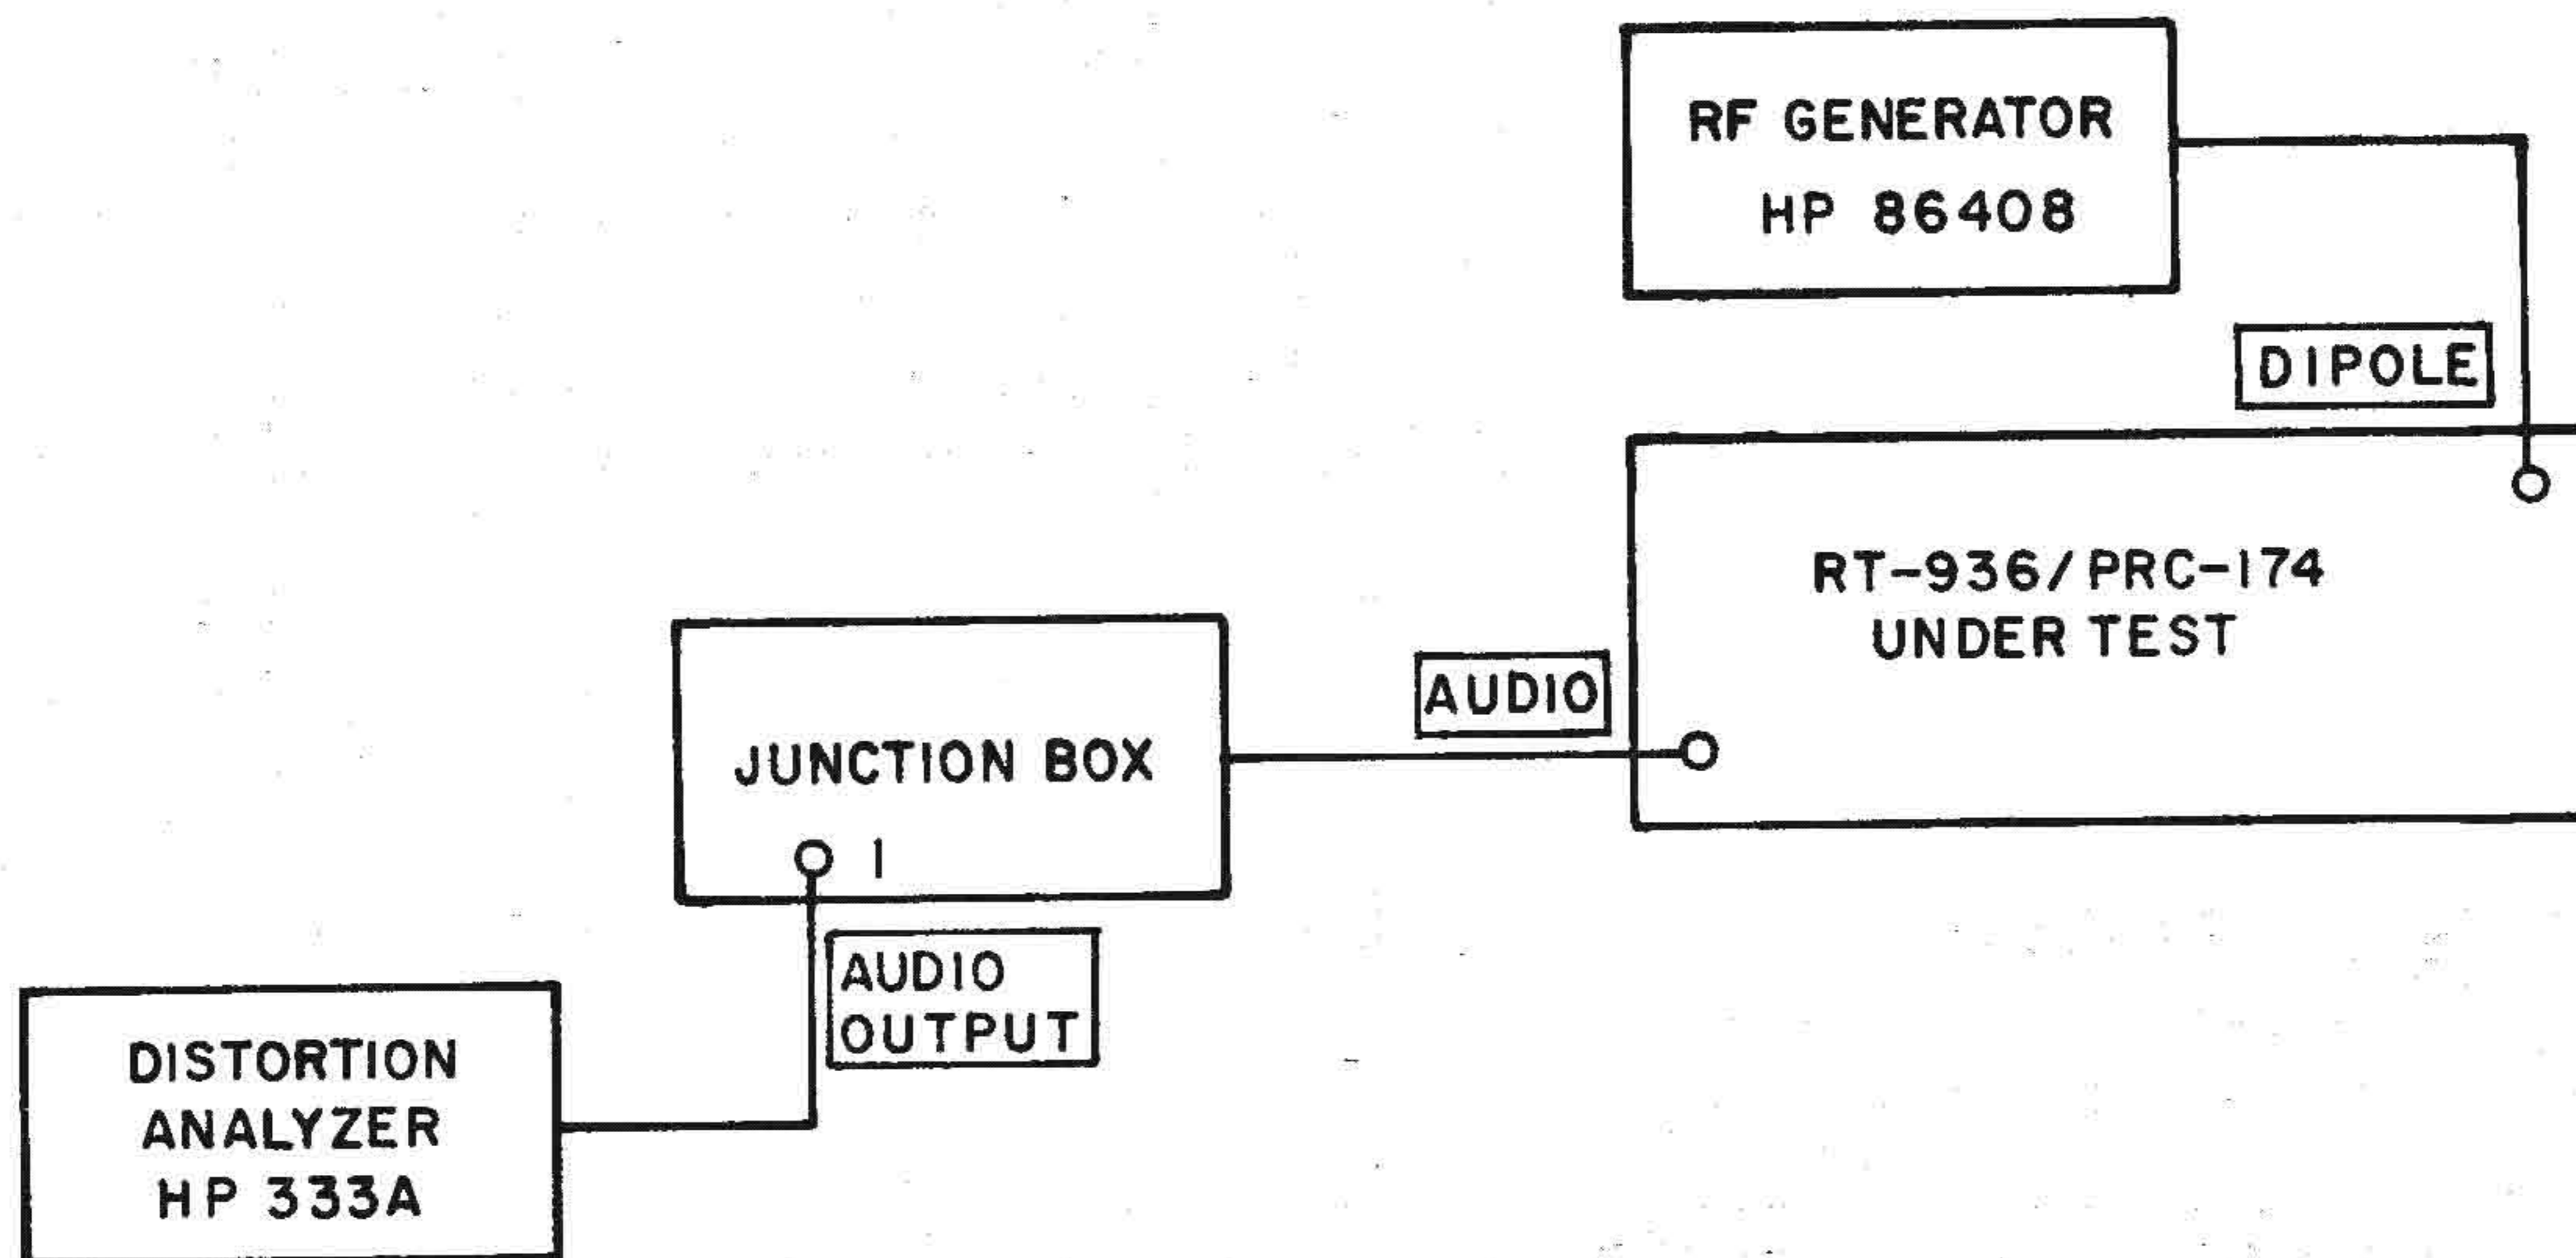 RF GENERATOR
HP 86408
DIPOLE
RT-936/PRC-174
UNDER TEST
AUDIO
JUNCTION BOX
1
AUDIO
OUTPUT
DISTORTION
ANALYZER
HP 333A